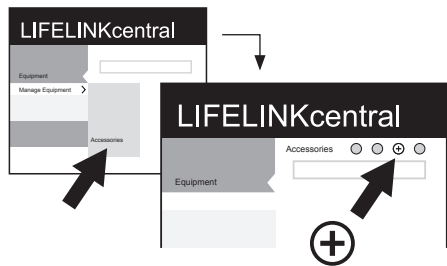 LIFELINKcentral
Equipment
Manage Equipment
Accessories
LIFELINKcentral
Accessories
Equipment